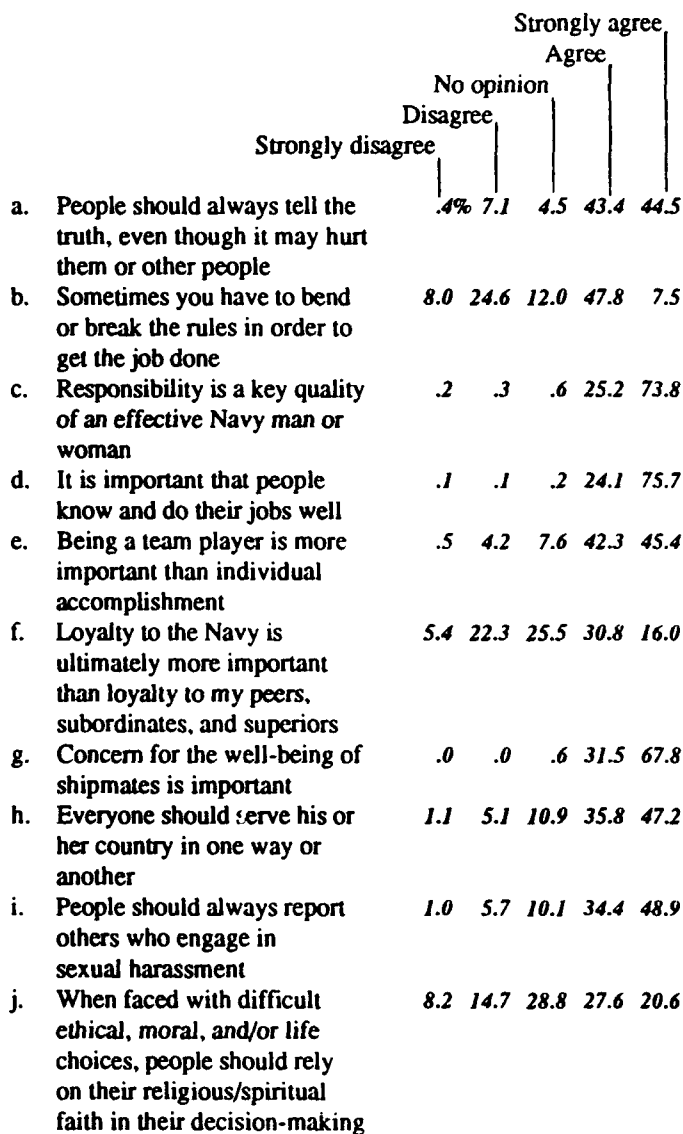 Strongly agree
Agree
No opinion
Disagree
Strongly disagree
a. People should always tell the .4% 7.1 4.5 43.4 44.5
truth, even though it may hurt
them or other people
b. Sometimes you have to bend 8.0 24.6 12.0 47.8 7.5
or break the rules in order to
get the job done
c. Responsibility is a key quality .2 .3 .6 25.2 73.8
of an effective Navy man or
woman
d. It is important that people .1 .1 .2 24.1 75.7
know and do their jobs well
e. Being a team player is more .5 4.2 7.6 42.3 45.4
important than individual
accomplishment
f. Loyalty to the Navy is 5.4 22.3 25.5 30.8 16.0
ultimately more important
than loyalty to my peers,
subordinates, and superiors
g. Concern for the well-being of .0 .0 .6 31.5 67.8
shipmates is important
h. Everyone should serve his or 1.1 5.1 10.9 35.8 47.2
her country in one way or
another
i. People should always report 1.0 5.7 10.1 34.4 48.9
others who engage in
sexual harassment
j. When faced with difficult 8.2 14.7 28.8 27.6 20.6
ethical, moral, and/or life
choices, people should rely
on their religious/spiritual
faith in their decision-making